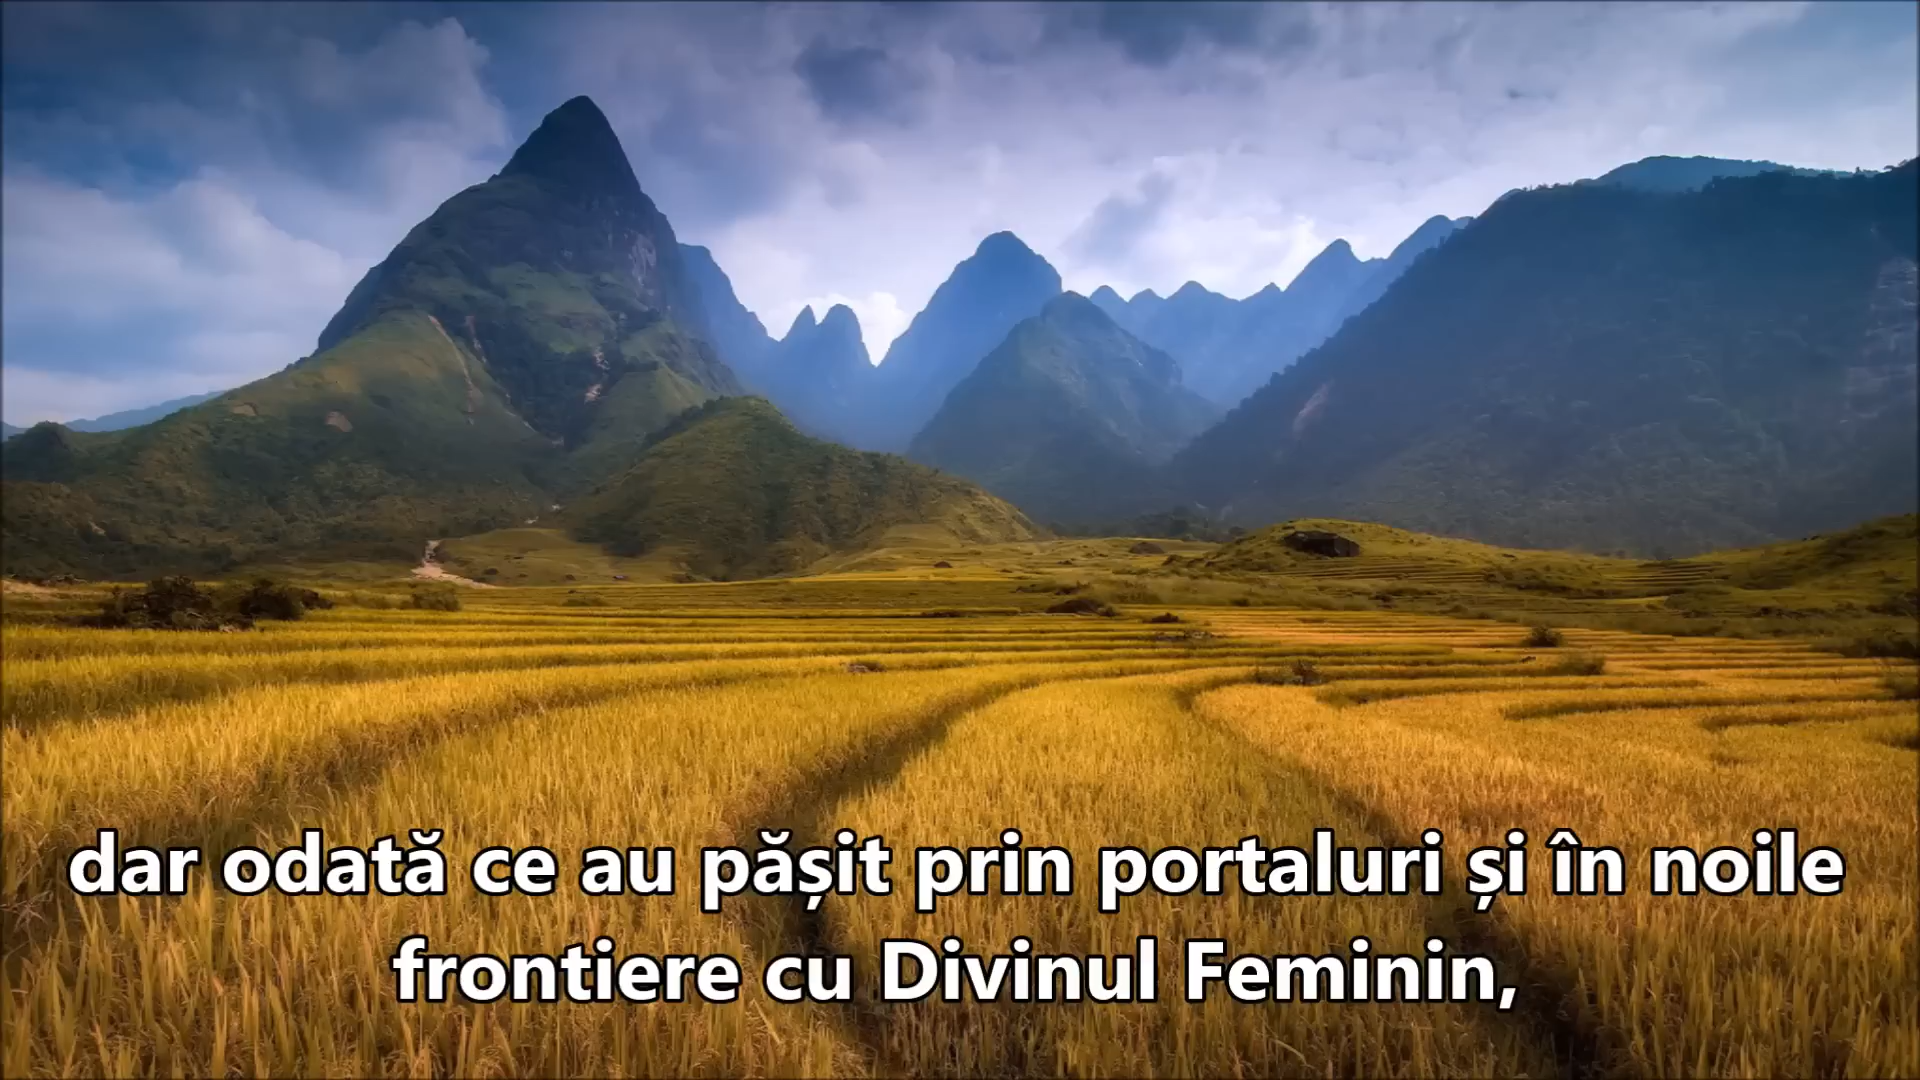 dar odată ce au pășit prin portaluri și în noile
frontiere cu Divinul Feminin,